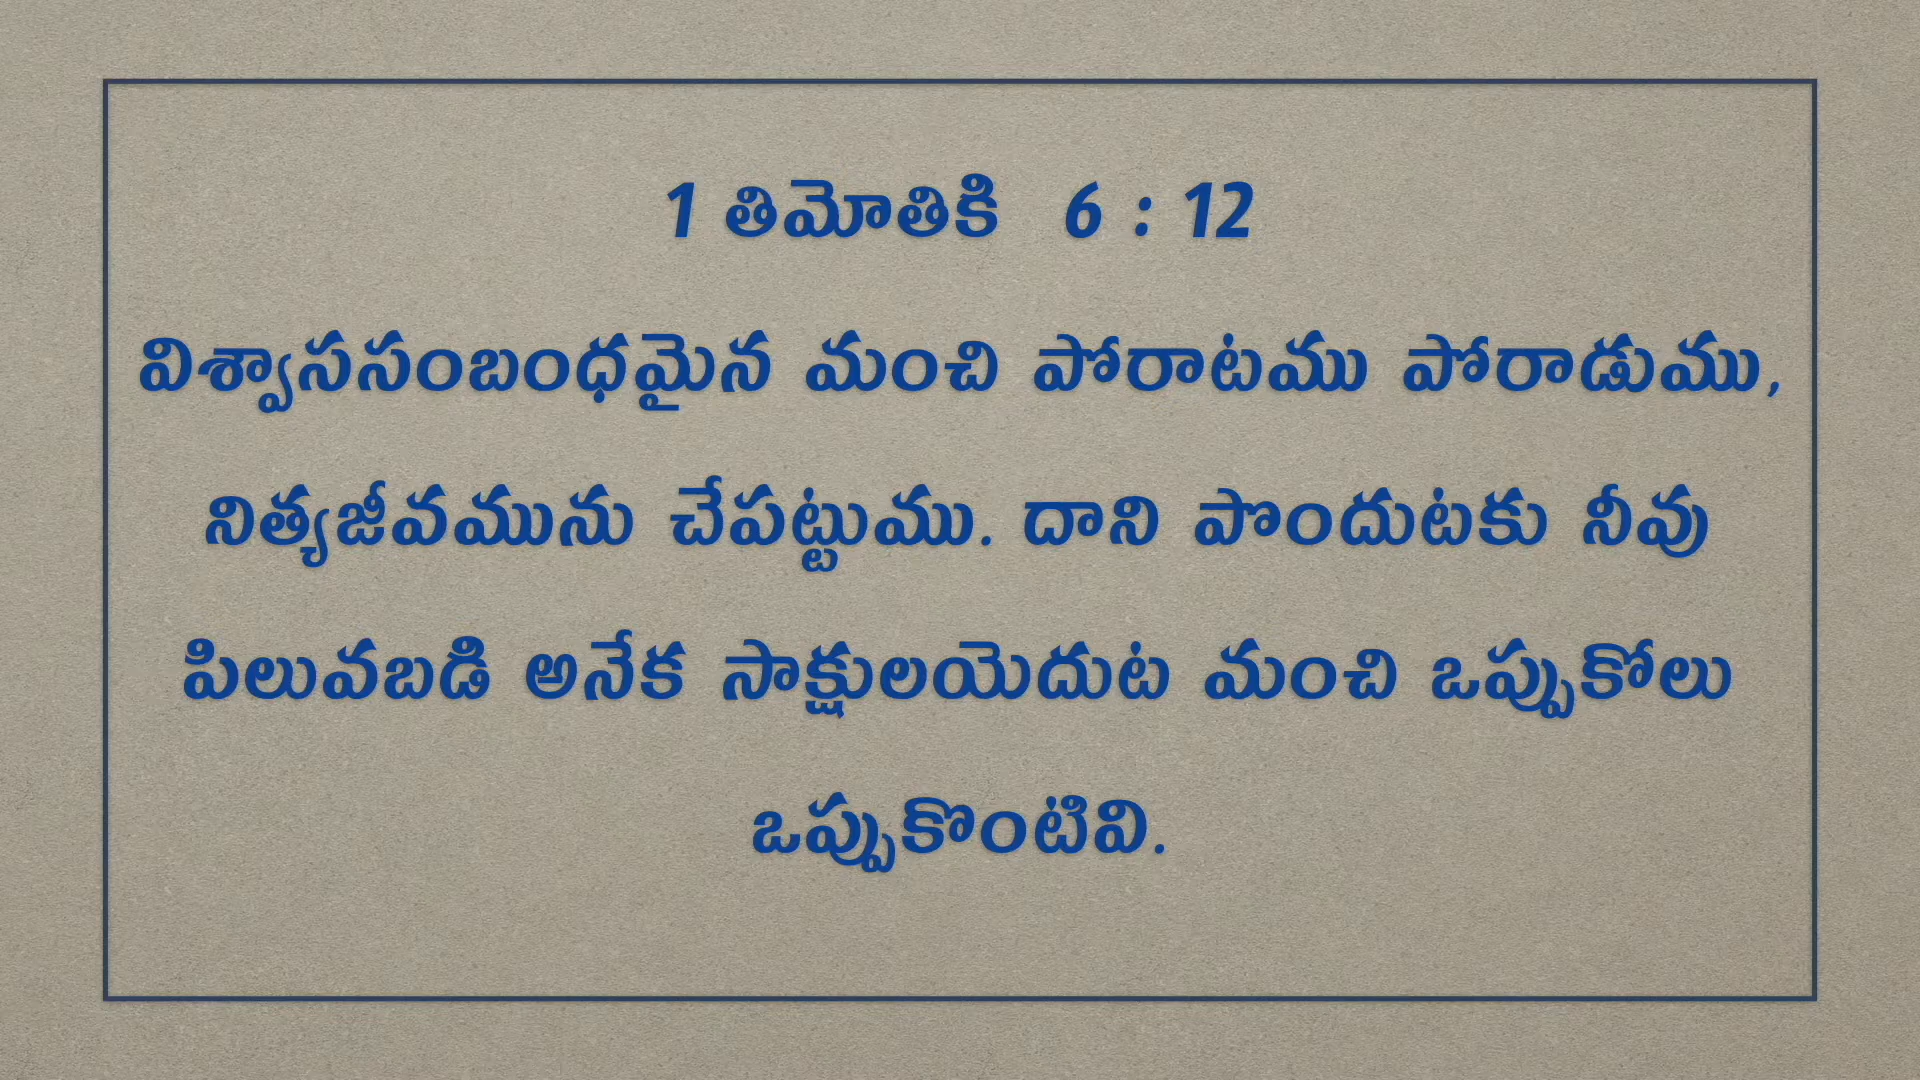 1 తిమోతికి 6 : 12
విశ్వాససంబంధమైన మంచి పోరాటము పోరాడుము,
నిత్యజీవమును చేపట్టుము. దాని పొందుటకు నీవు
పిలువబడి అనేక సాక్షులయెదుట మంచి ఒప్పుకోలు
ఒప్పుకొంటివి.